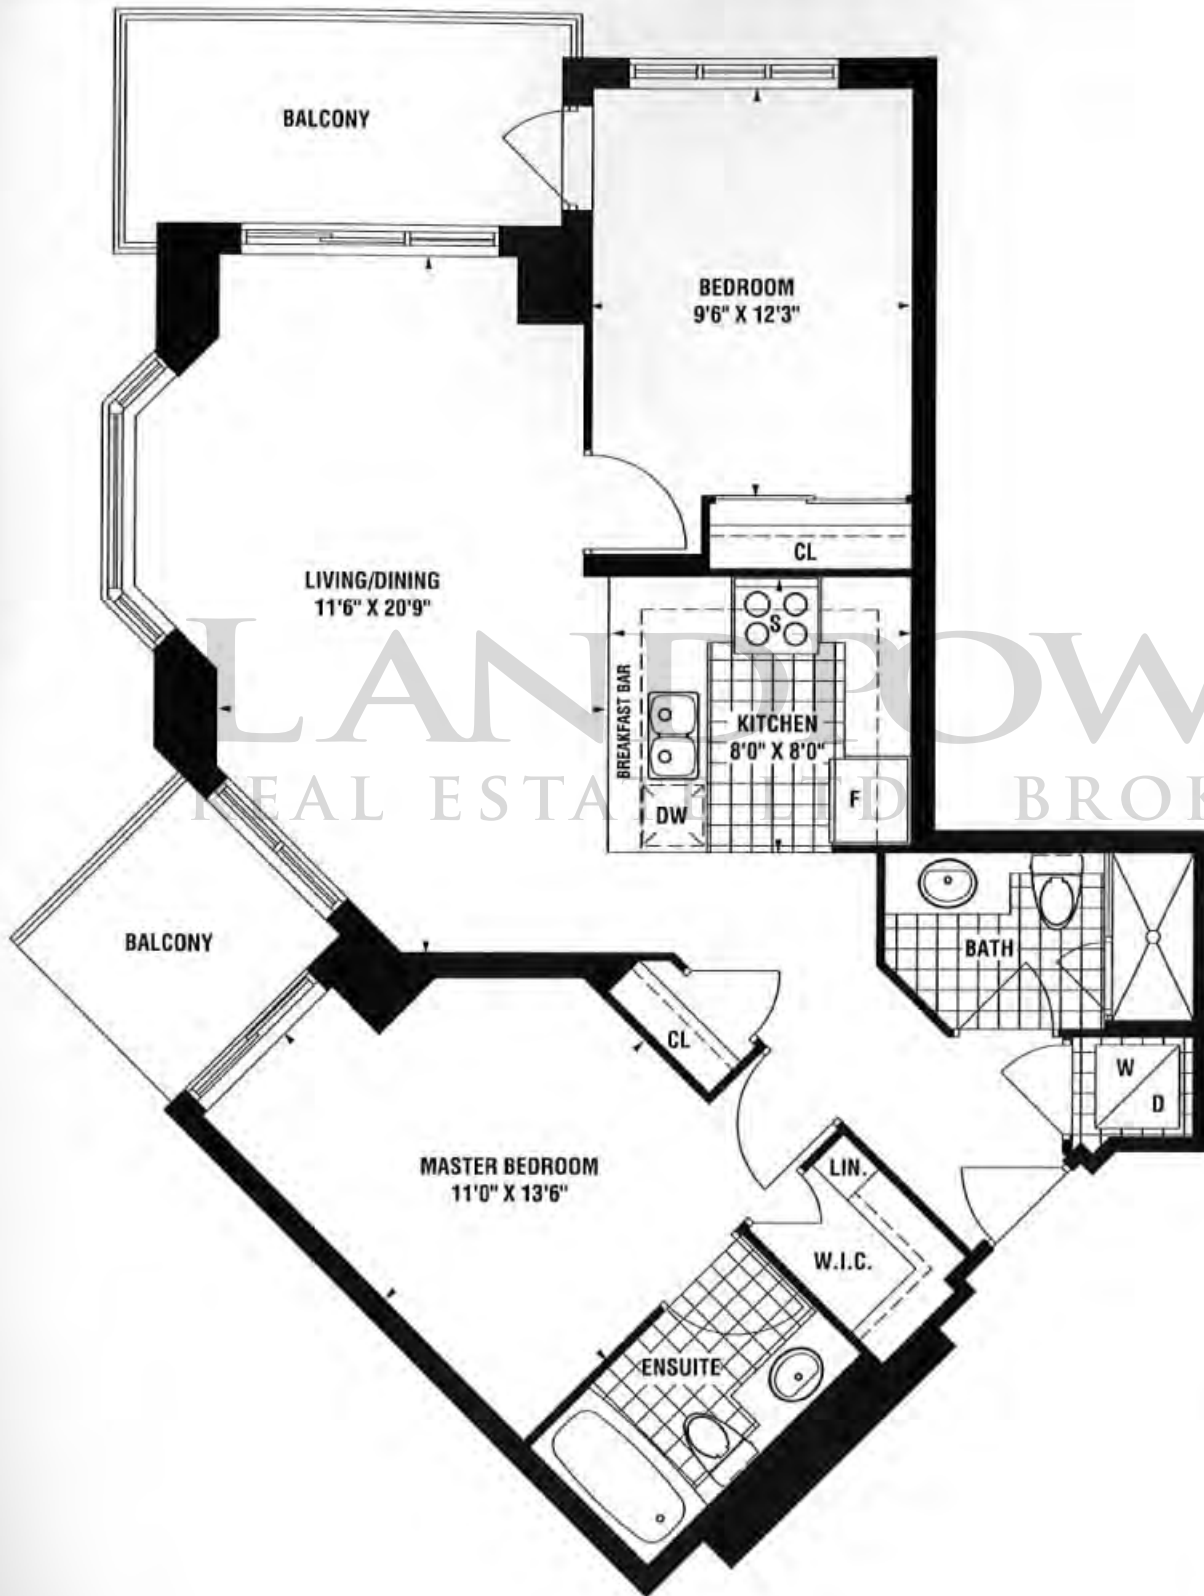 BALCONY
BEDROOM
9'6" X 12'3"
CL
LIVING/DINING
11'6" X 20'9"
S
BREAKFAST BAR
KITCHEN
8'0" X 8'0"
F
DW
LANDPOW
REAL ESTATE LTD BROK
BALCONY
BATH
CL
W
D
MASTER BEDROOM
11'0" X 13'6"
LIN.
W.I.C.
ENSUITE